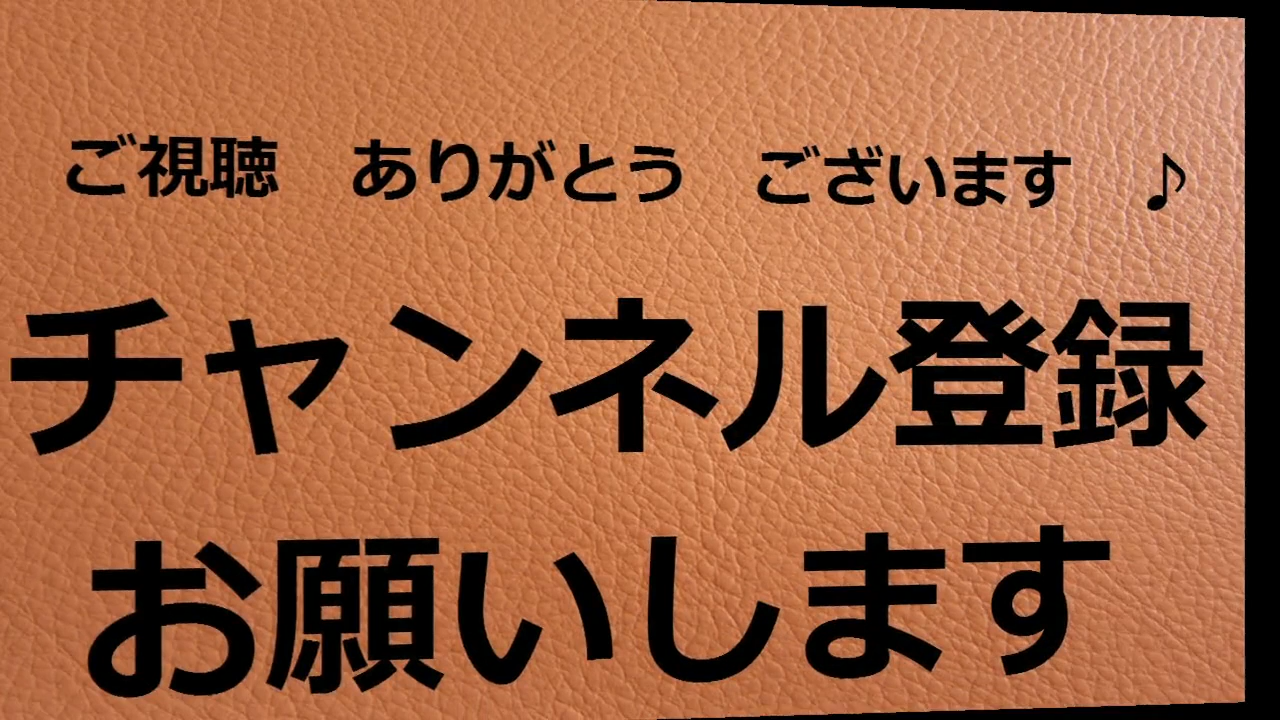 ご視聴　ありがとう　ございます　♪
チャンネル登録
お願いします